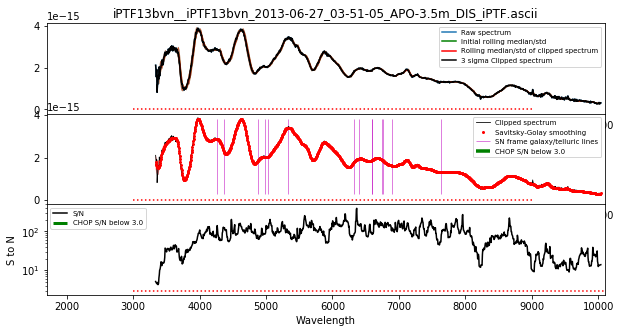 iPTF13bvn__iPTF13bvn_2013-06-27_03-51-05_APO-3.5m_DIS_iPTF.ascii
1e−15
4
2
0
Raw spectrum
Initial rolling median/std
Rolling median/std of clipped spectrum
3 sigma Clipped spectrum
1e−15
4
2
0
Clipped spectrum
Savitsky-Golay smoothing
SN frame galaxy/telluric lines
CHOP S/N below 3.0
S to N
10²
10¹
S/N
CHOP S/N below 3.0
2000 3000 4000 5000 6000 7000 8000 9000 10000
Wavelength